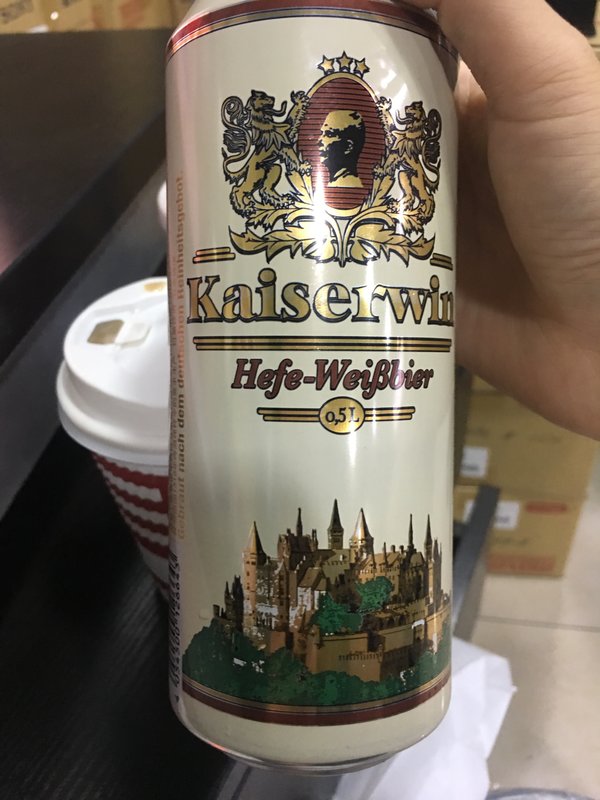 Kaiserwin
Hefe-Weißbier
0,5L
Gebraut nach dem deutschen Reinheitsgebot.